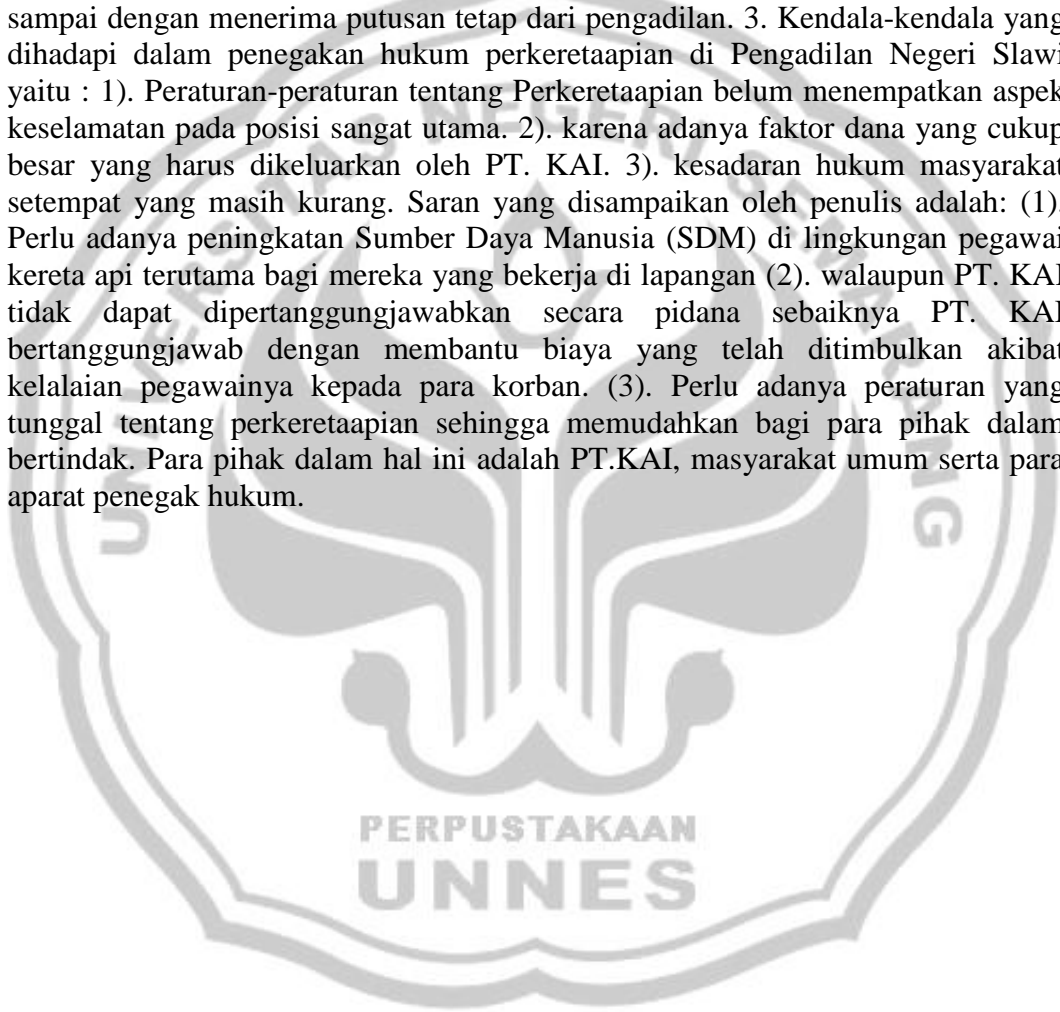 sampai dengan menerima putusan tetap dari pengadilan. 3. Kendala-kendala yang
dihadapi dalam penegakan hukum perkeretaapian di Pengadilan Negeri Slawi
yaitu : 1). Peraturan-peraturan tentang Perkeretaapian belum menempatkan aspek
keselamatan pada posisi sangat utama. 2). karena adanya faktor dana yang cukup
besar yang harus dikeluarkan oleh PT. KAI. 3). kesadaran hukum masyarakat
setempat yang masih kurang. Saran yang disampaikan oleh penulis adalah: (1).
Perlu adanya peningkatan Sumber Daya Manusia (SDM) di lingkungan pegawai
kereta api terutama bagi mereka yang bekerja di lapangan (2). walaupun PT. KAI
tidak dapat dipertanggungjawabkan secara pidana sebaiknya PT. KAI
bertanggungjawab dengan membantu biaya yang telah ditimbulkan akibat
kelalaian pegawainya kepada para korban. (3). Perlu adanya peraturan yang
tunggal tentang perkeretaapian sehingga memudahkan bagi para pihak dalam
bertindak. Para pihak dalam hal ini adalah PT.KAI, masyarakat umum serta para
aparat penegak hukum.
UNIVERSITAS NEGERI SEMARANG
PERPUSTAKAAN
UNNES